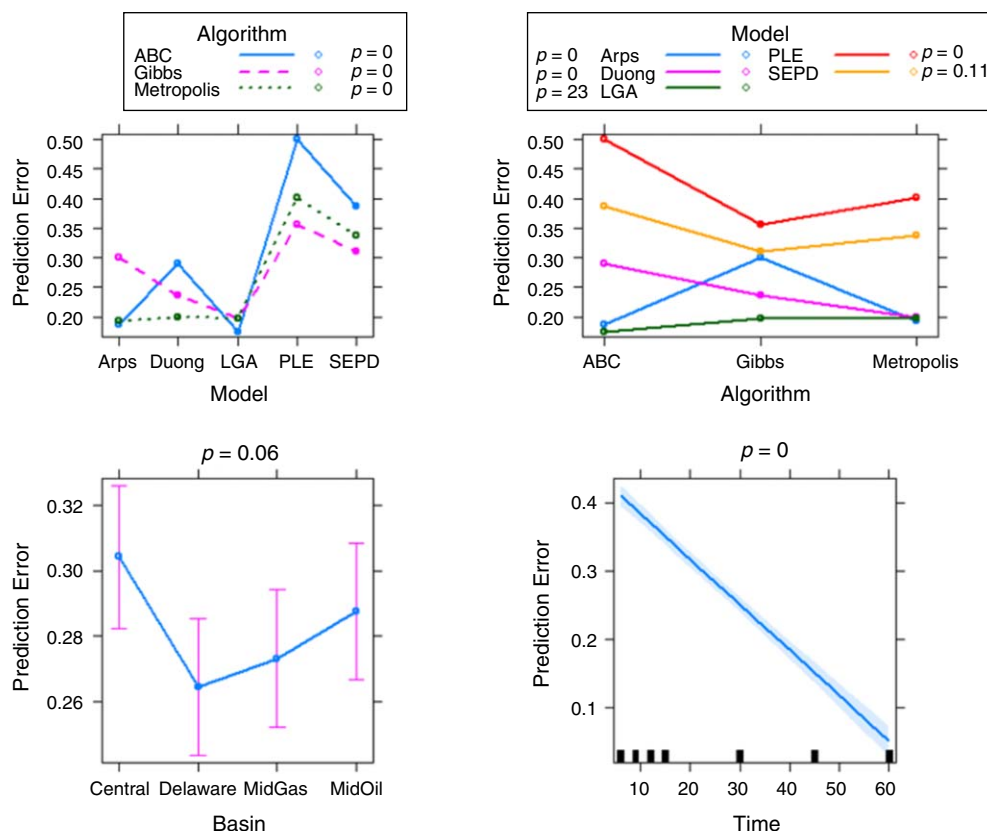 Algorithm
ABC p = 0
Gibbs p = 0
Metropolis p = 0
Prediction Error
0.50
0.45
0.40
0.30
0.25
0.20
Arps Duong LGA PLE SEPD
Model
Model
p = 0 Arps PLE p = 0
p = 0 Duong SEPD p = 0.11
p = 23 LGA
Prediction Error
0.50
0.45
0.40
0.30
0.25
0.20
ABC Gibbs Metropolis
Algorithm
p = 0.06
Prediction Error
0.32
0.30
0.28
0.26
Central Delaware MidGas MidOil
Basin
p = 0
Prediction Error
0.4
0.3
0.2
0.1
10 20 30 40 50 60
Time